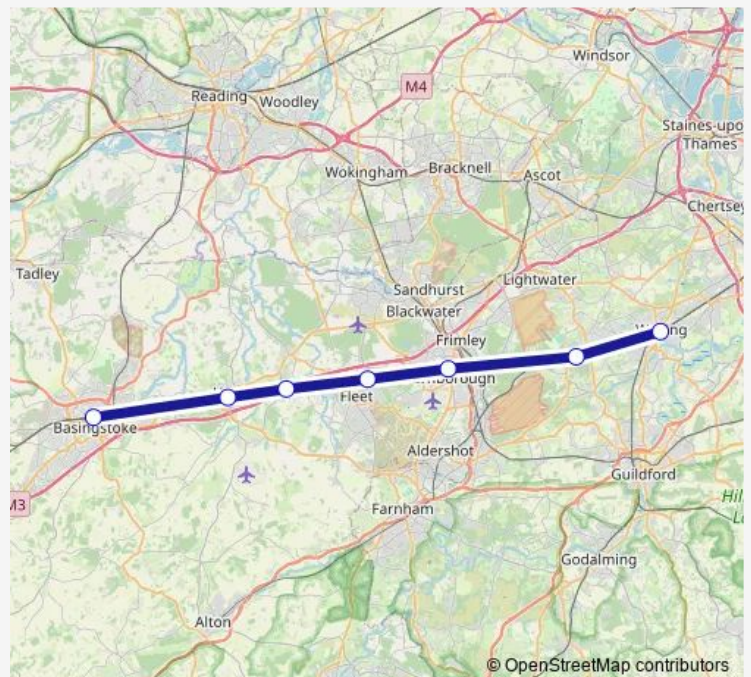 Windsor
M4
Reading
Woodley
Staines-upo
Thames
Wokingham
Bracknell
Ascot
Chertsey
Tadley
Lightwater
Sandhurst
Blackwater
Frimley
Fleet
Basingstoke
Aldershot
Guildford
M3
Farnham
Godalming
Alton
© OpenStreetMap contributors